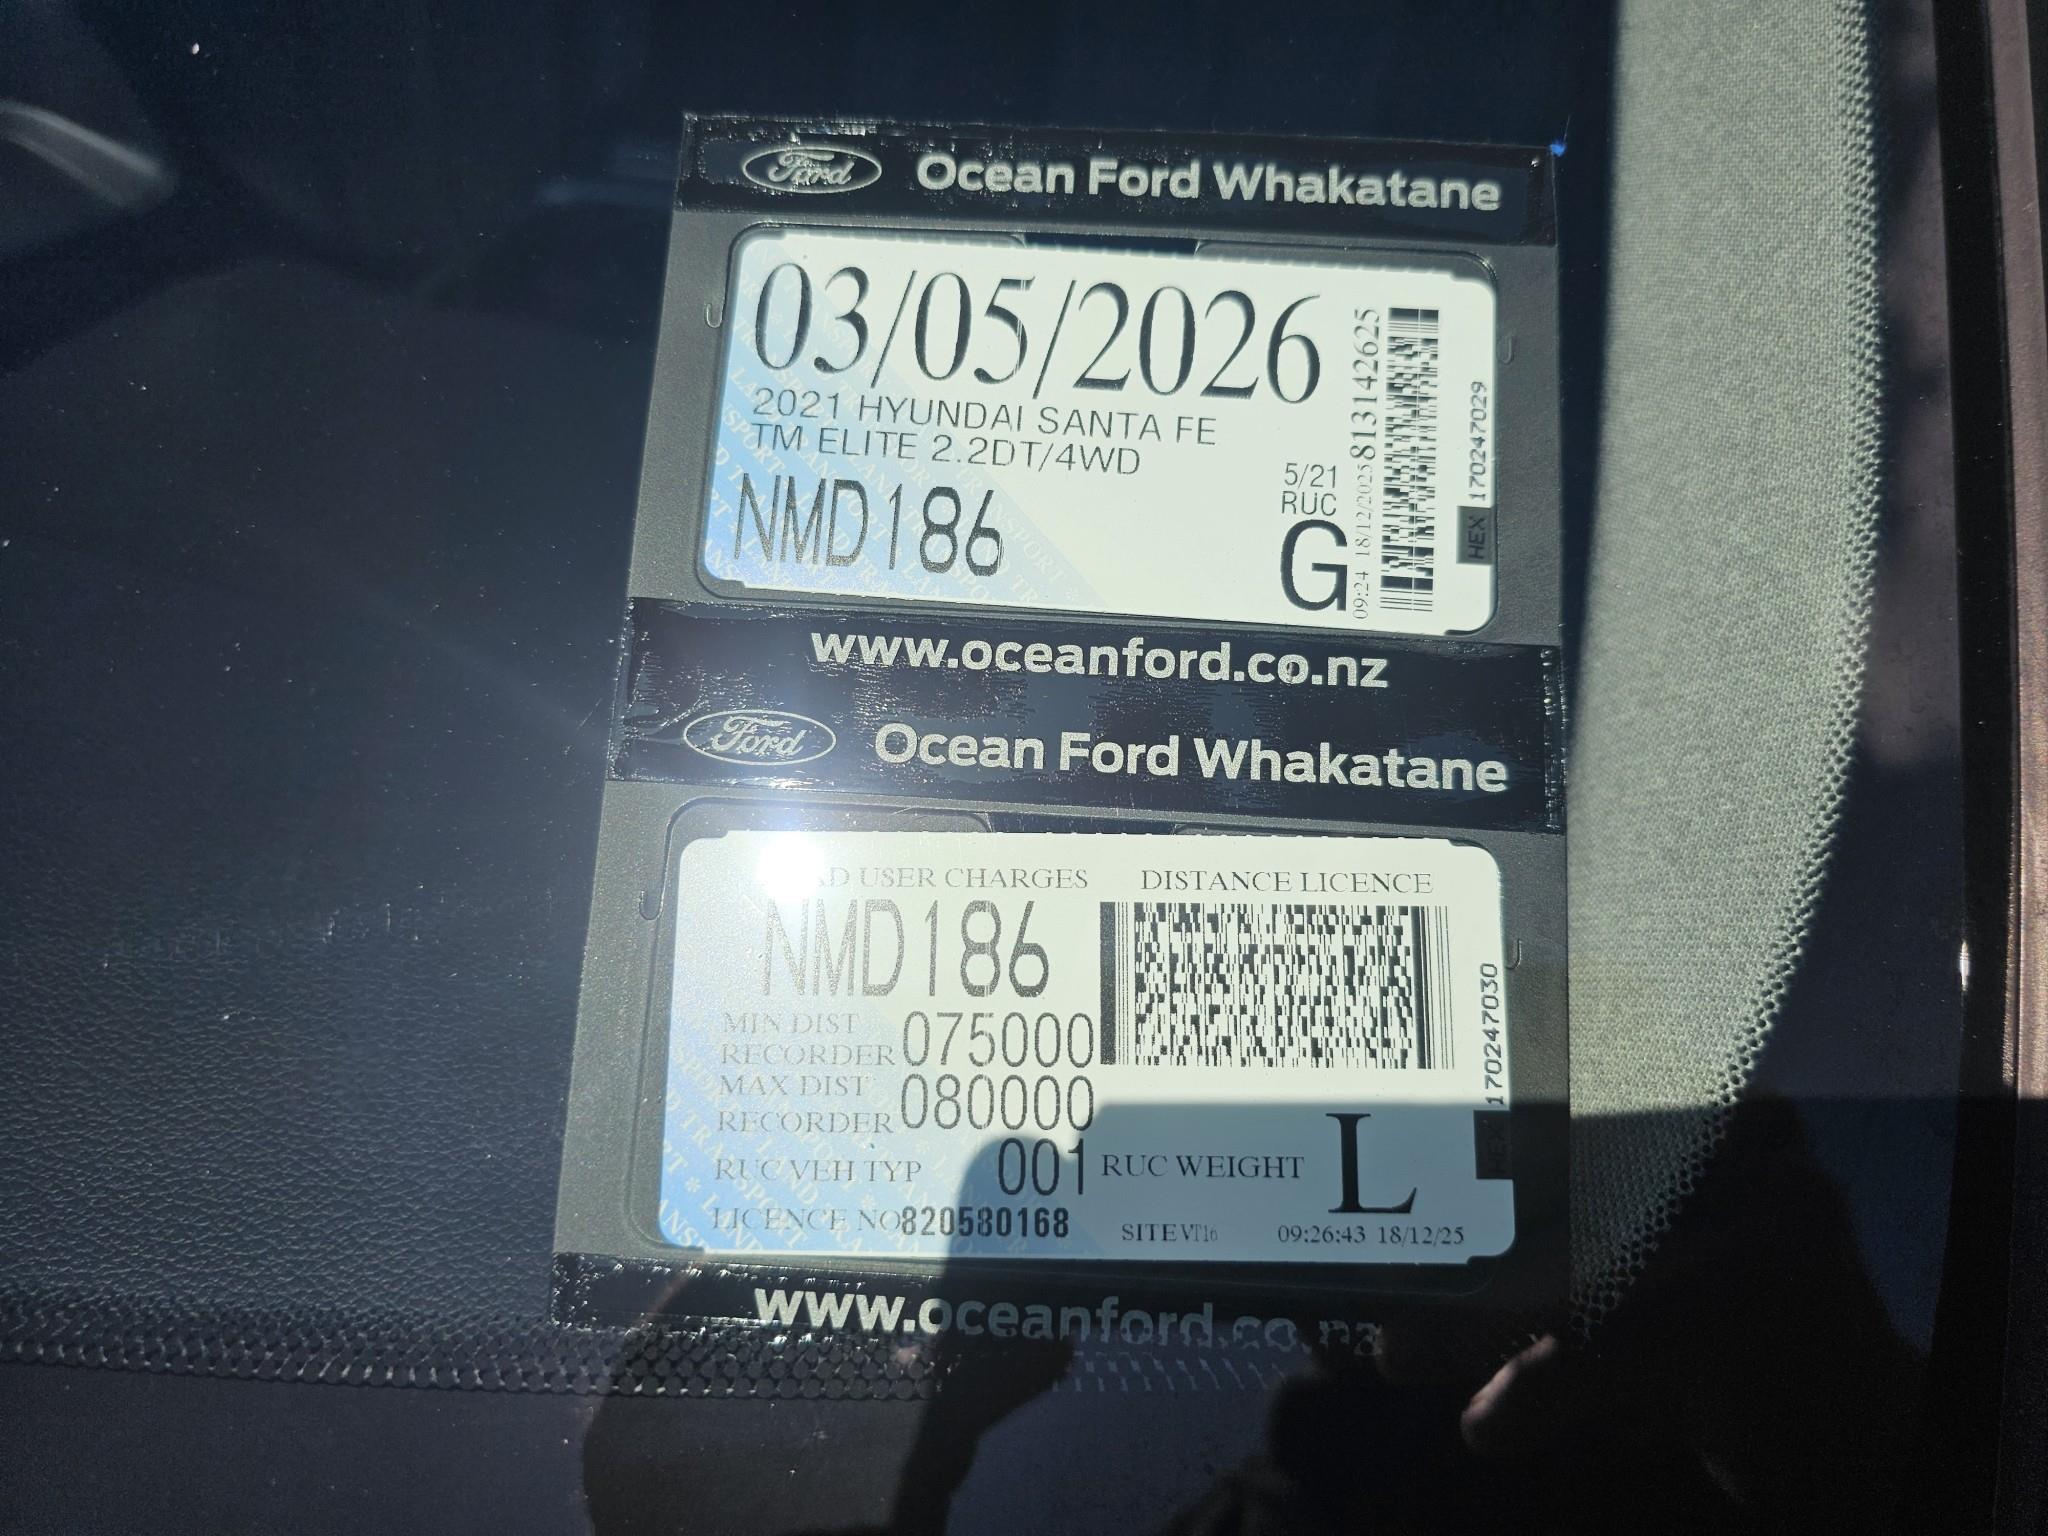 Ford Ocean Ford Whakatane
03/05/2026
2021 HYUNDAI SANTA FE
TM ELITE 2.2DT/4WD
NMD186
5/21
RUC
G
09:24 18/12/2025 813142625
HEX 170247029
www.oceanford.co.nz
Ford Ocean Ford Whakatane
USER CHARGES DISTANCE LICENCE
NMD186
MIN DIST
RECORDER 075000
MAX DIST
RECORDER 080000
RUC VEH TYP 001 RUC WEIGHT L
LICENCE NO 820580168 SITE VT16 09:26:43 18/12/25
HEX 170247030
www.oceanford.co.nz